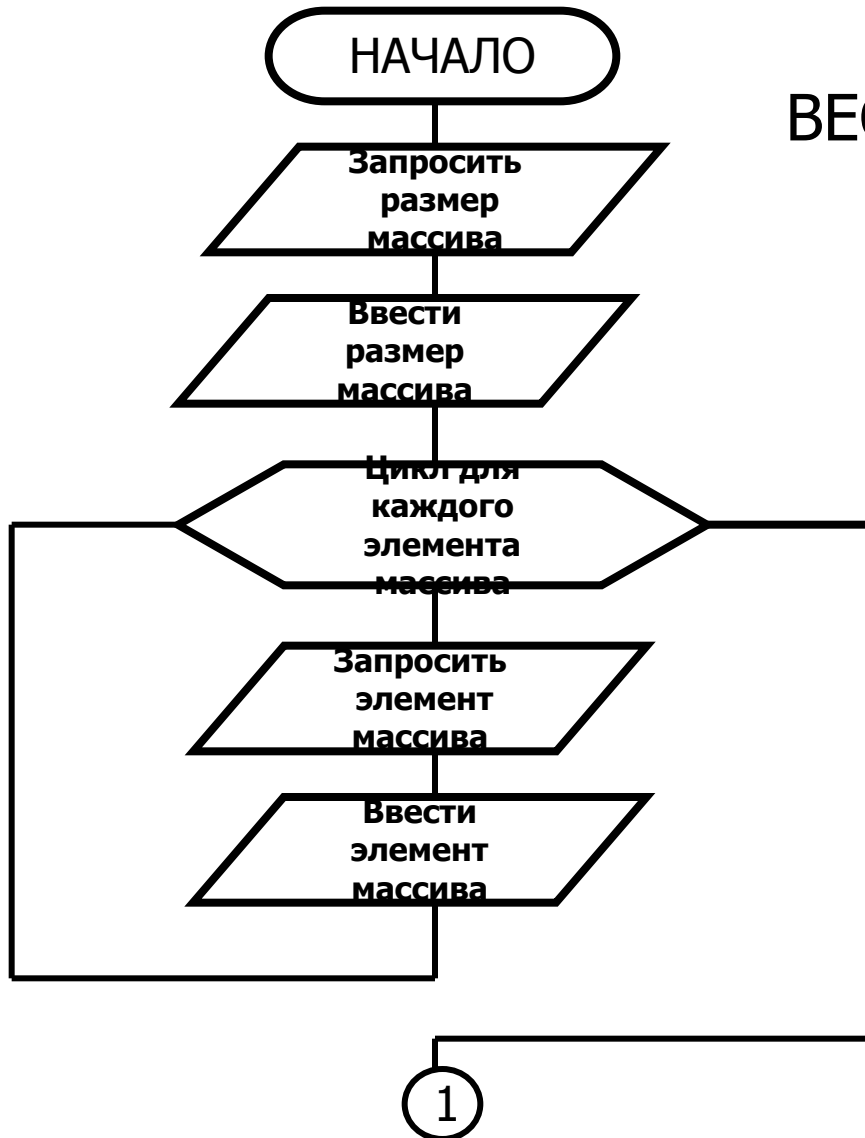 НАЧАЛО
Запросить
размер
массива
Ввести
размер
массива
Цикл для
каждого
элемента
массива
Запросить
элемент
массива
Ввести
элемент
массива
1